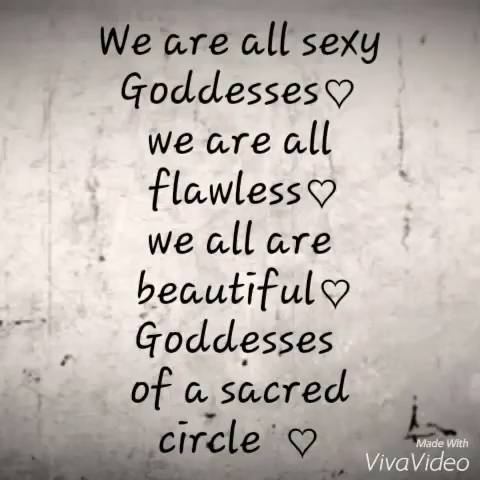 We are all sexy
Goddesses♡
we are all
flawless♡
we all are
beautiful♡
Goddesses
of a sacred
circle ♡
Made With
VivaVideo